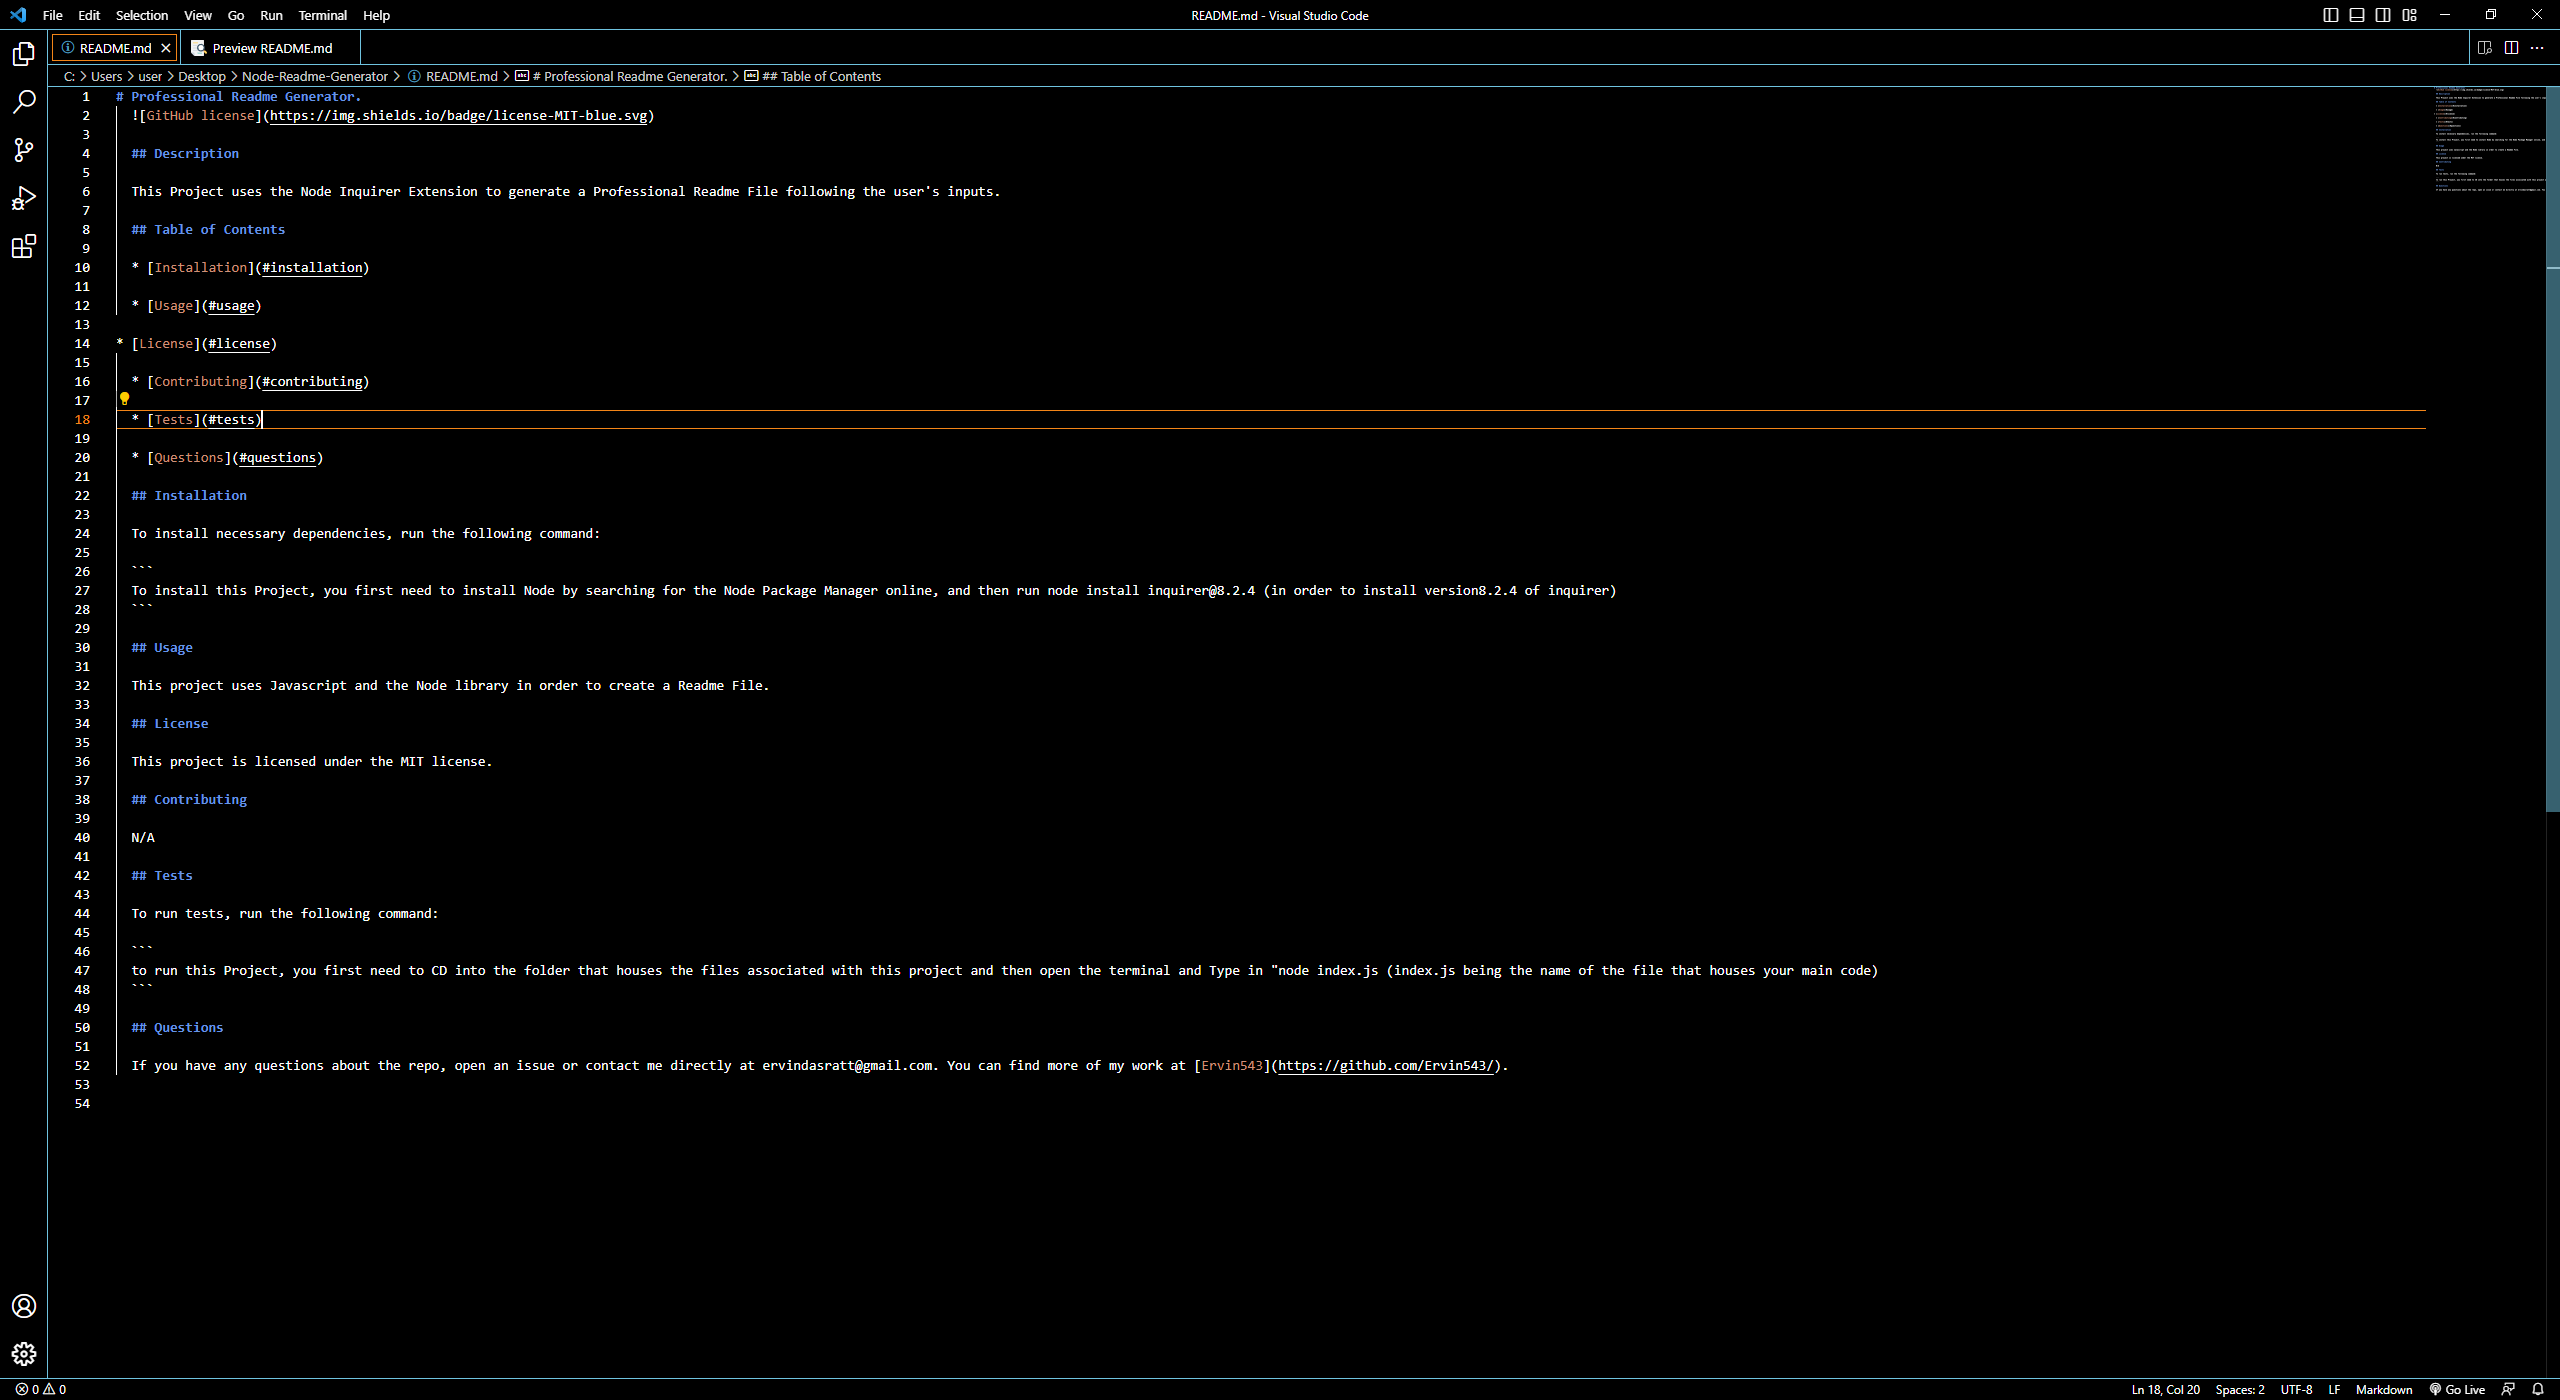 File Edit Selection View Go Run Terminal Help README.md - Visual Studio Code
README.md Preview README.md
C: > Users > user > Desktop > Node-Readme-Generator > README.md > # Professional Readme Generator. > ## Table of Contents
1 # Professional Readme Generator.
2 ![GitHub license](https://img.shields.io/badge/license-MIT-blue.svg)
3
4 ## Description
5
6 This Project uses the Node Inquirer Extension to generate a Professional Readme File following the user's inputs.
7
8 ## Table of Contents
9
10 * [Installation](#installation)
11
12 * [Usage](#usage)
13
14 * [License](#license)
15
16 * [Contributing](#contributing)
17
18 * [Tests](#tests)
19
20 * [Questions](#questions)
21
22 ## Installation
23
24 To install necessary dependencies, run the following command:
25
26 ```
27 To install this Project, you first need to install Node by searching for the Node Package Manager online, and then run node install inquirer@8.2.4 (in order to install version8.2.4 of inquirer)
28 ```
29
30 ## Usage
31
32 This project uses Javascript and the Node library in order to create a Readme File.
33
34 ## License
35
36 This project is licensed under the MIT license.
37
38 ## Contributing
39
40 N/A
41
42 ## Tests
43
44 To run tests, run the following command:
45
46 ```
47 to run this Project, you first need to CD into the folder that houses the files associated with this project and then open the terminal and Type in "node index.js (index.js being the name of the file that houses your main code)
48 ```
49
50 ## Questions
51
52 If you have any questions about the repo, open an issue or contact me directly at ervindasratt@gmail.com. You can find more of my work at [Ervin543](https://github.com/Ervin543/).
53
54
0 0 Ln 18, Col 20 Spaces: 2 UTF-8 LF Markdown Go Live